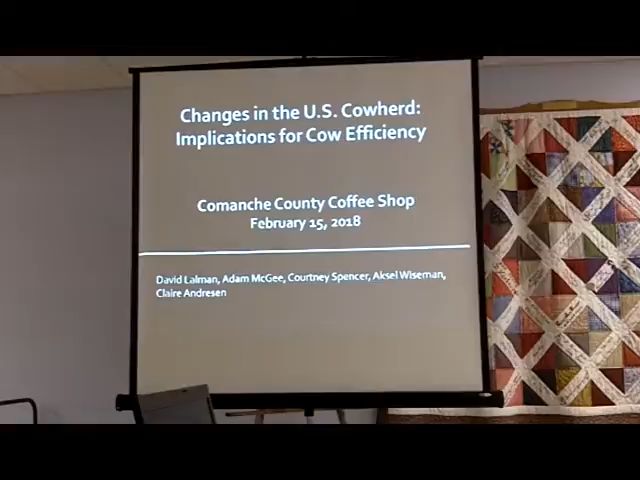 Changes in the U.S. Cowherd:
Implications for Cow Efficiency
Comanche County Coffee Shop
February 15, 2018
David Lalman, Adam McGee, Courtney Spencer, Aksel Wiseman,
Claire Andresen